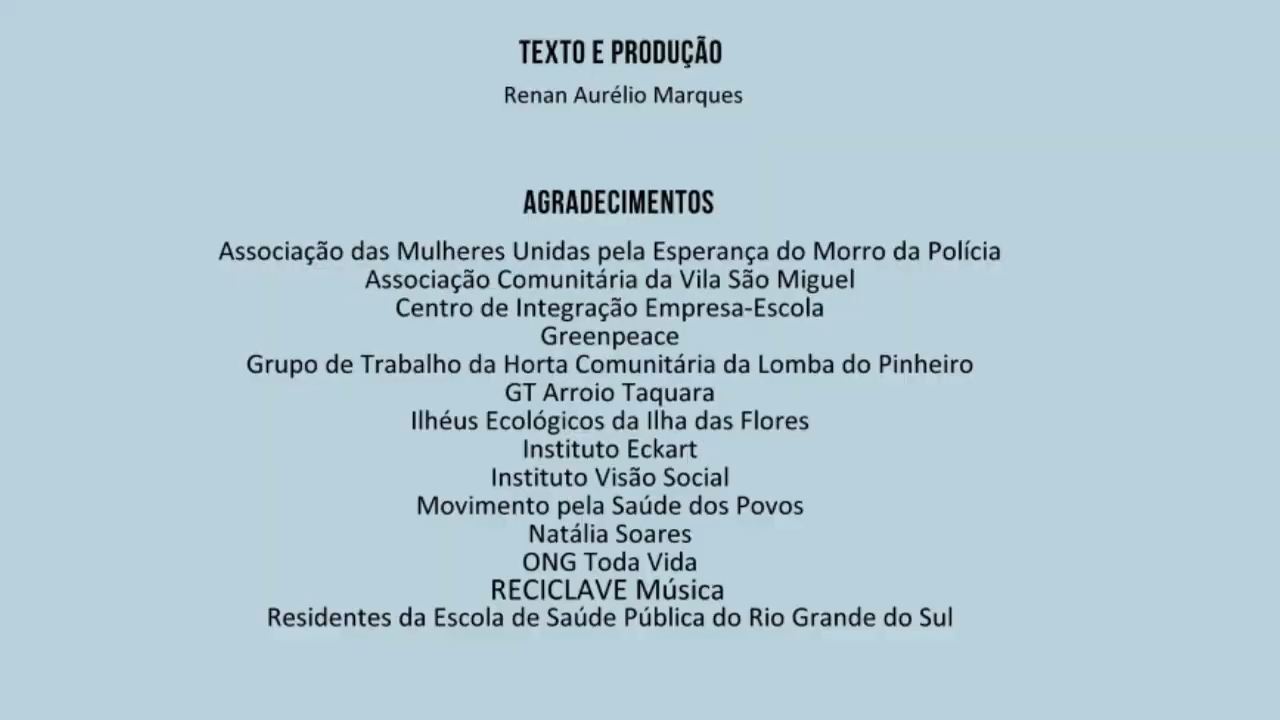 TEXTO E PRODUÇÃO
Renan Aurélio Marques
AGRADECIMENTOS
Associação das Mulheres Unidas pela Esperança do Morro da Polícia
Associação Comunitária da Vila São Miguel
Centro de Integração Empresa-Escola
Greenpeace
Grupo de Trabalho da Horta Comunitária da Lomba do Pinheiro
GT Arroio Taquara
Ilhéus Ecológicos da Ilha das Flores
Instituto Eckart
Instituto Visão Social
Movimento pela Saúde dos Povos
Natália Soares
ONG Toda Vida
RECICLAVE Música
Residentes da Escola de Saúde Pública do Rio Grande do Sul